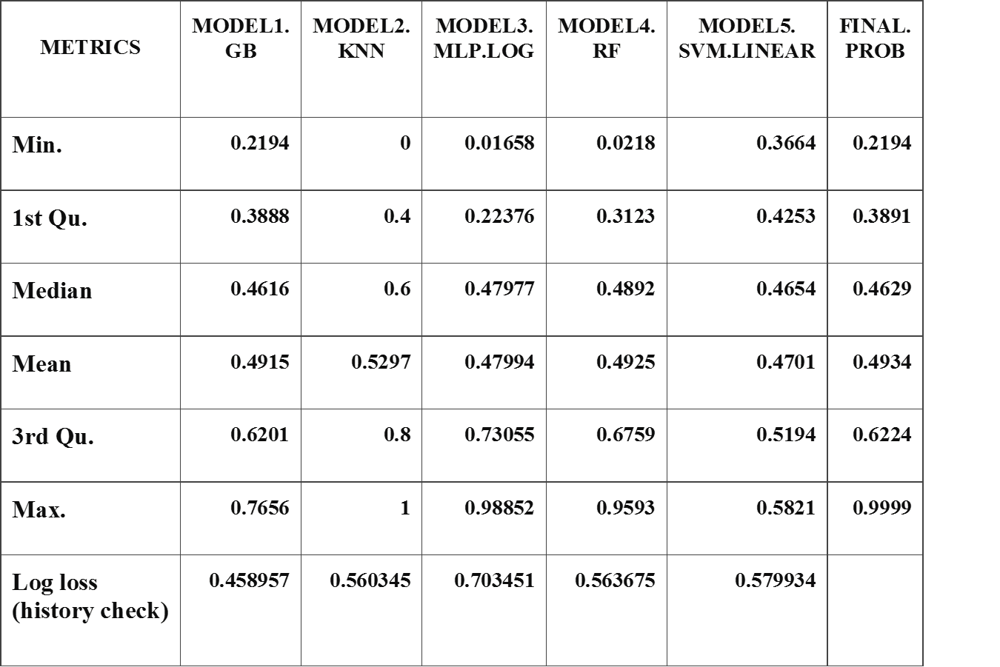 METRICS MODEL1. GB MODEL2. KNN MODEL3. MLP.LOG MODEL4. RF MODEL5. SVM.LINEAR FINAL. PROB
Min. 0.2194 0 0.01658 0.0218 0.3664 0.2194
1st Qu. 0.3888 0.4 0.22376 0.3123 0.4253 0.3891
Median 0.4616 0.6 0.47977 0.4892 0.4654 0.4629
Mean 0.4915 0.5297 0.47994 0.4925 0.4701 0.4934
3rd Qu. 0.6201 0.8 0.73055 0.6759 0.5194 0.6224
Max. 0.7656 1 0.98852 0.9593 0.5821 0.9999
Log loss 0.458957 0.560345 0.703451 0.563675 0.579934
(history check)